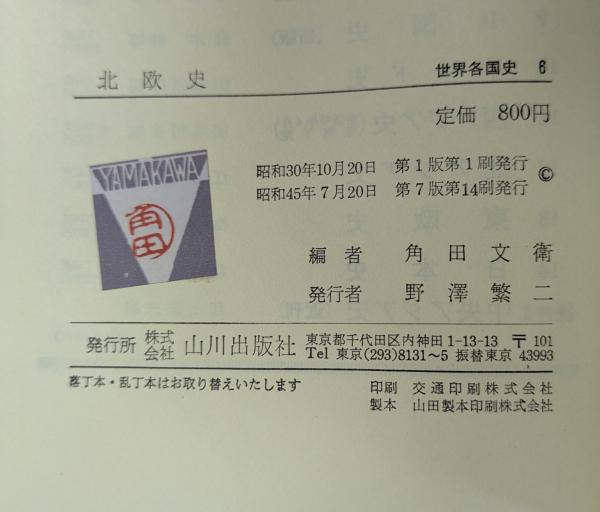 北欧史
世界各国史 6
定価 800円
YAMAKAWA
角田
昭和30年10月20日 第1版第1刷発行
昭和45年7月20日 第7版第14刷発行
©
編者 角田文衛
発行者 野澤繁二
発行所 株式会社 山川出版社
東京都千代田区内神田1-13-13 〒101
Tel 東京(293)8131〜5 振替東京 43993
落丁本・乱丁本はお取り替えいたします
印刷 交通印刷株式会社
製本 山田製本印刷株式会社